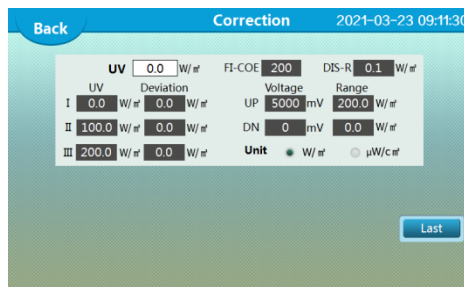 Back Correction 2021-03-23 09:11:30
UV 0.0 W/㎡ FI-COE 200 DIS-R 0.1 W/㎡
UV Deviation Voltage Range
I 0.0 W/㎡ 0.0 W/㎡ UP 5000 mV 200.0 W/㎡
II 100.0 W/㎡ 0.0 W/㎡ DN 0 mV 0.0 W/㎡
III 200.0 W/㎡ 0.0 W/㎡ Unit W/㎡ μW/c㎡
Last